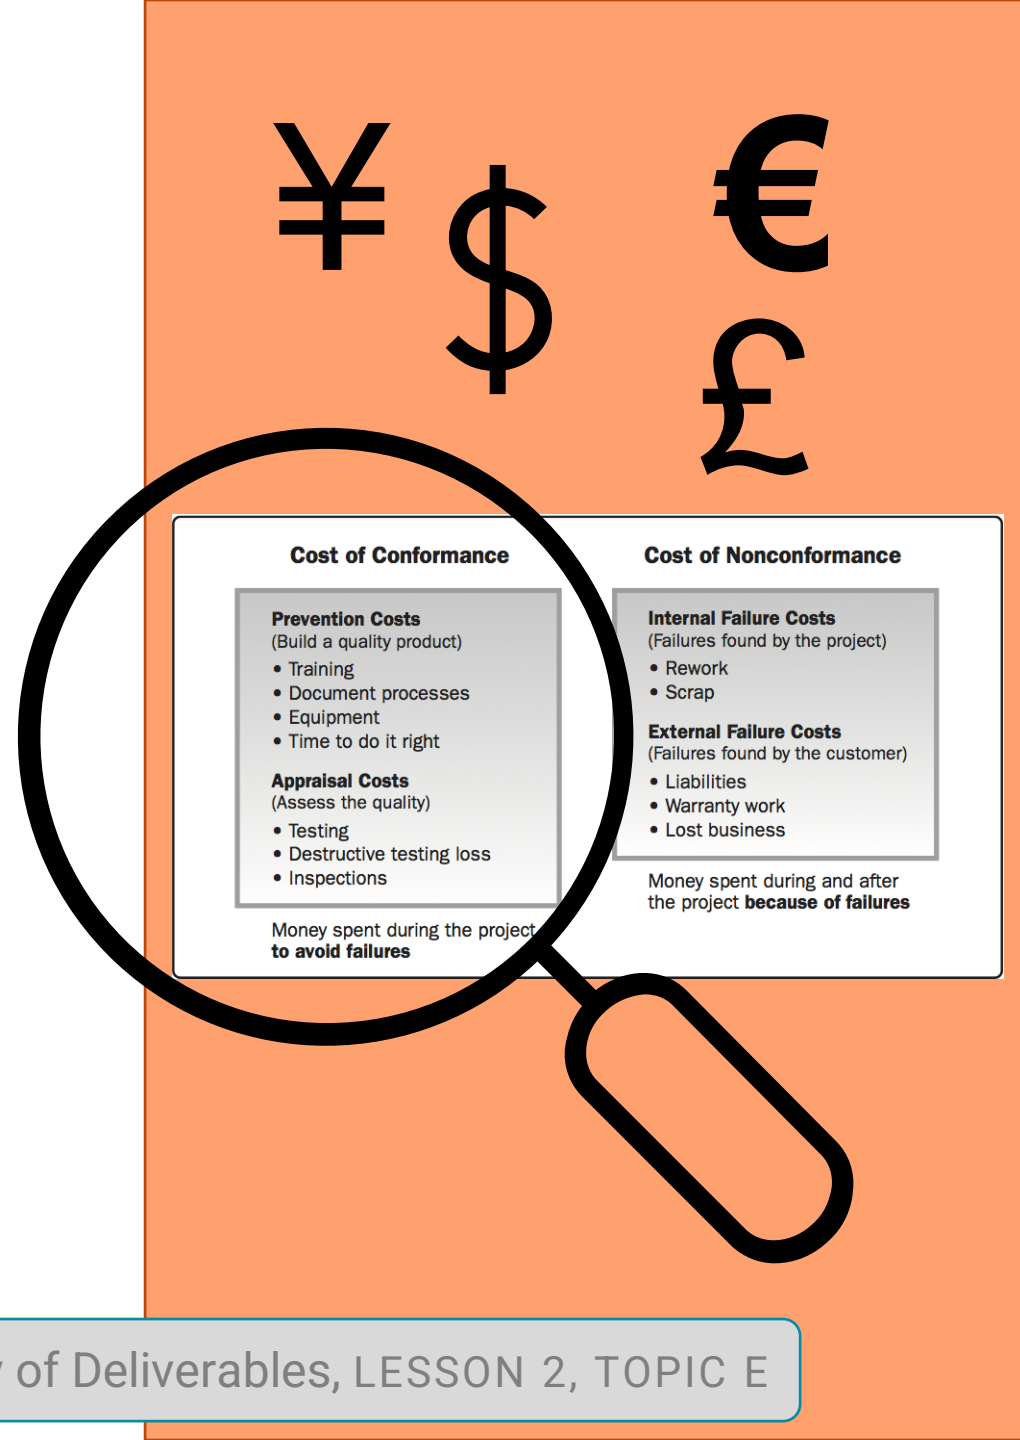 ¥ $ €
£
Cost of Conformance
Prevention Costs
(Build a quality product)
• Training
• Document processes
• Equipment
• Time to do it right
Appraisal Costs
(Assess the quality)
• Testing
• Destructive testing loss
• Inspections
Money spent during the project
to avoid failures
Cost of Nonconformance
Internal Failure Costs
(Failures found by the project)
• Rework
• Scrap
External Failure Costs
(Failures found by the customer)
• Liabilities
• Warranty work
• Lost business
Money spent during and after
the project because of failures
of Deliverables, LESSON 2, TOPIC E